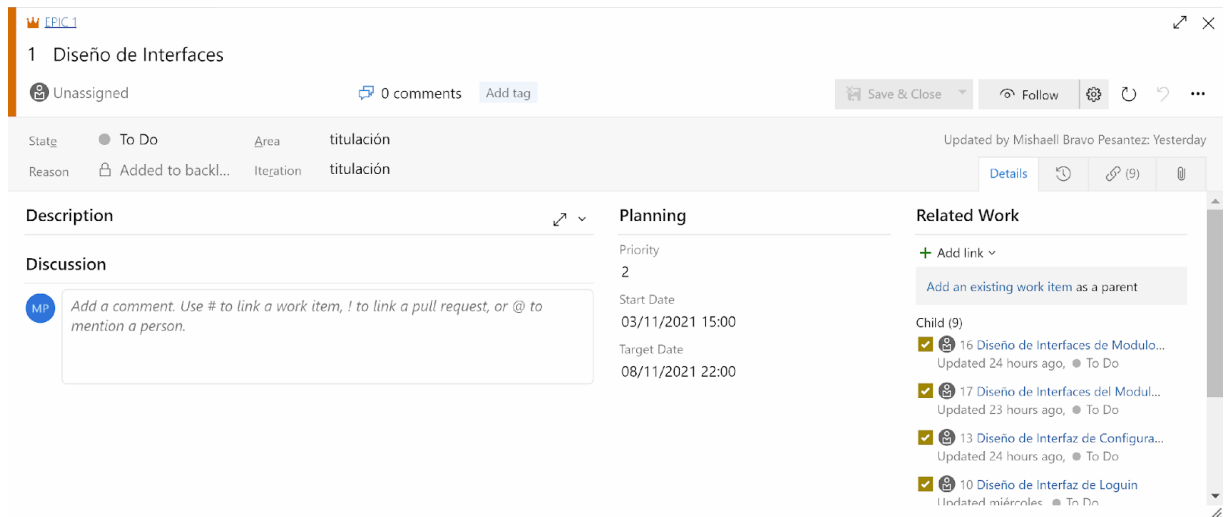 EPIC 1
1 Diseño de Interfaces
Unassigned
0 comments
Add tag
Save & Close
Follow
State
To Do
Area
titulación
Updated by Mishaell Bravo Pesantez: Yesterday
Reason
Added to backl...
Iteration
titulación
Details
(9)
Description
Discussion
MP
Add a comment. Use # to link a work item, ! to link a pull request, or @ to
mention a person.
Planning
Priority
2
Start Date
03/11/2021 15:00
Target Date
08/11/2021 22:00
Related Work
Add link
Add an existing work item as a parent
Child (9)
16 Diseño de Interfaces de Modulo...
Updated 24 hours ago, To Do
17 Diseño de Interfaces del Modul...
Updated 23 hours ago, To Do
13 Diseño de Interfaz de Configura...
Updated 24 hours ago, To Do
10 Diseño de Interfaz de Loguin
Updated miércoles, To Do